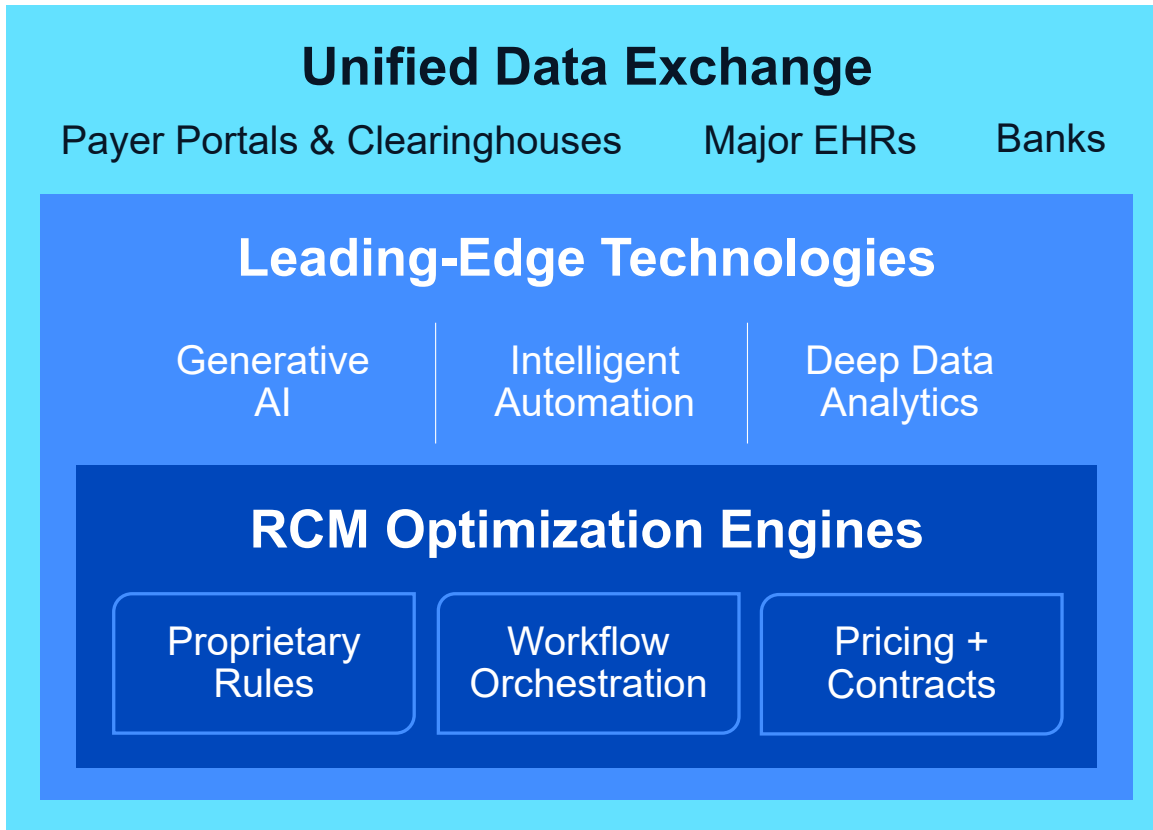 Unified Data Exchange
Payer Portals & Clearinghouses
Major EHRs
Banks
Leading-Edge Technologies
Generative
AI
Intelligent
Automation
Deep Data
Analytics
RCM Optimization Engines
Proprietary
Rules
Workflow
Orchestration
Pricing +
Contracts